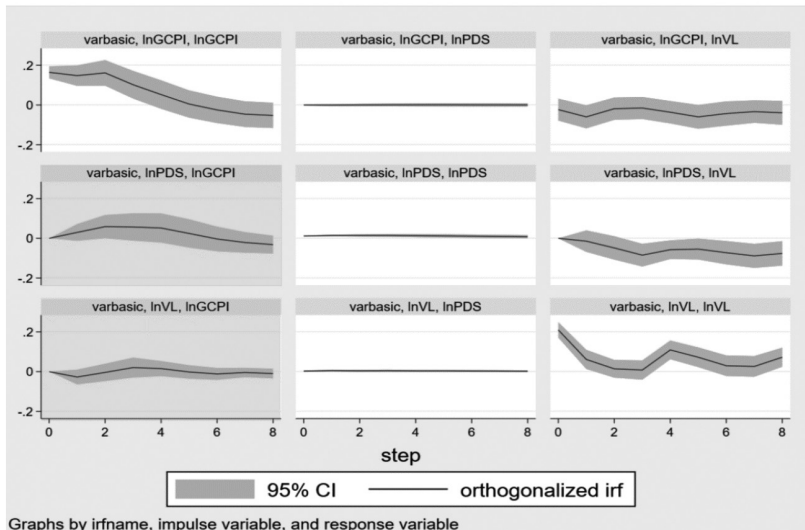 varbasic, lnGCPI, lnGCPI
varbasic, lnGCPI, lnPDS
varbasic, lnGCPI, lnVL
.2
0
-.2
varbasic, lnPDS, lnGCPI
varbasic, lnPDS, lnPDS
varbasic, lnPDS, lnVL
.2
0
-.2
varbasic, lnVL, lnGCPI
varbasic, lnVL, lnPDS
varbasic, lnVL, lnVL
.2
0
-.2
0 2 4 6 8 0 2 4 6 8 0 2 4 6 8
step
95% CI orthogonalized irf
Graphs by irfname, impulse variable, and response variable